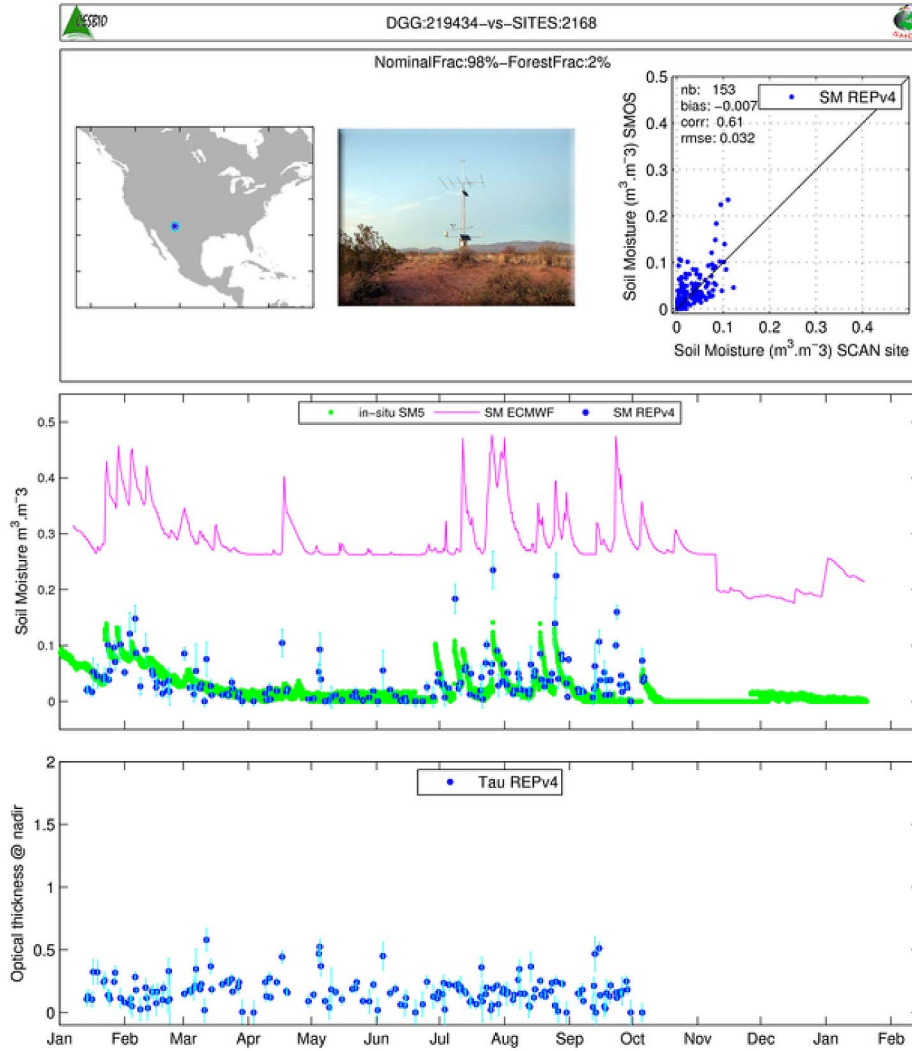 CESBIO
DGG:219434-vs-SITES:2168
SMOS
NominalFrac:98%-ForestFrac:2%
nb: 153
bias: -0.007
corr: 0.61
rmse: 0.032
SM REPv4
Soil Moisture (m³.m⁻3) SMOS
0.5
0.4
0.3
0.2
0.1
0
0 0.1 0.2 0.3 0.4
Soil Moisture (m³.m⁻3) SCAN site
in-situ SM5 SM ECMWF SM REPv4
Soil Moisture m³.m⁻3
0.5
0.4
0.3
0.2
0.1
0
Tau REPv4
Optical thickness @ nadir
2
1.5
1
0.5
0
Jan Feb Mar Apr May Jun Jul Aug Sep Oct Nov Dec Jan Feb